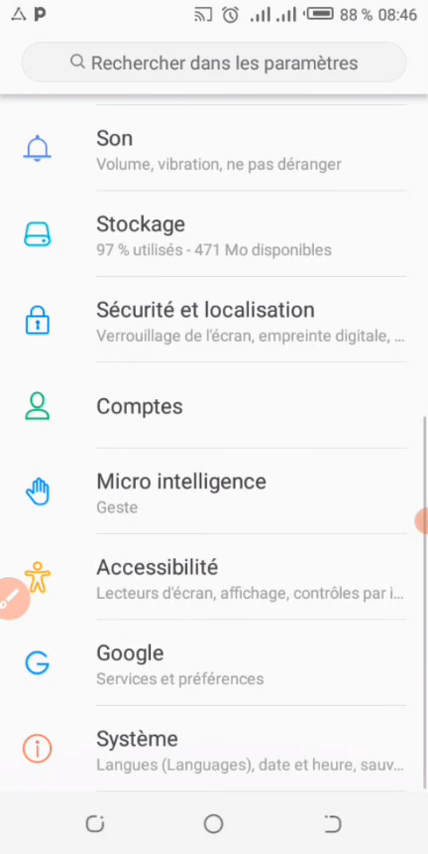 P 88 % 08:46
Rechercher dans les paramètres
Son
Volume, vibration, ne pas déranger
Stockage
97 % utilisés - 471 Mo disponibles
Sécurité et localisation
Verrouillage de l'écran, empreinte digitale, ...
Comptes
Micro intelligence
Geste
Accessibilité
Lecteurs d'écran, affichage, contrôles par i...
Google
Services et préférences
Système
Langues (Languages), date et heure, sauv...